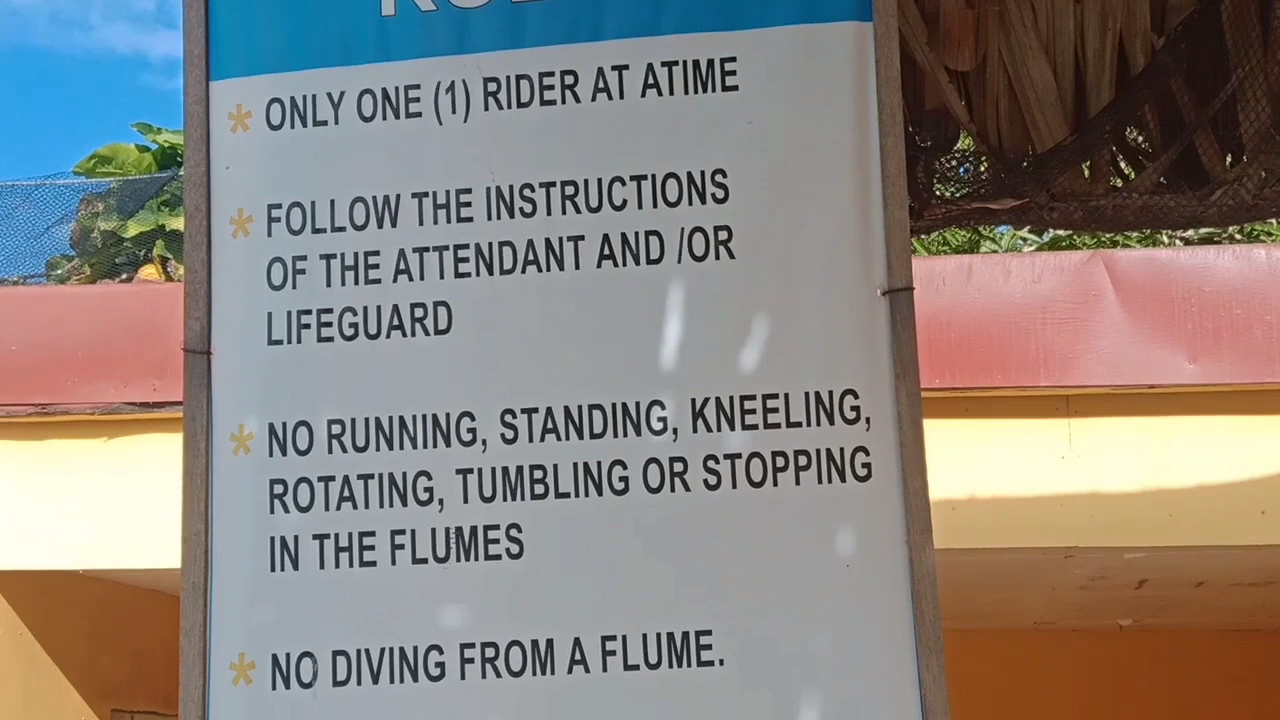 * ONLY ONE (1) RIDER AT ATIME
* FOLLOW THE INSTRUCTIONS
OF THE ATTENDANT AND /OR
LIFEGUARD
* NO RUNNING, STANDING, KNEELING,
ROTATING, TUMBLING OR STOPPING
IN THE FLUMES
* NO DIVING FROM A FLUME.